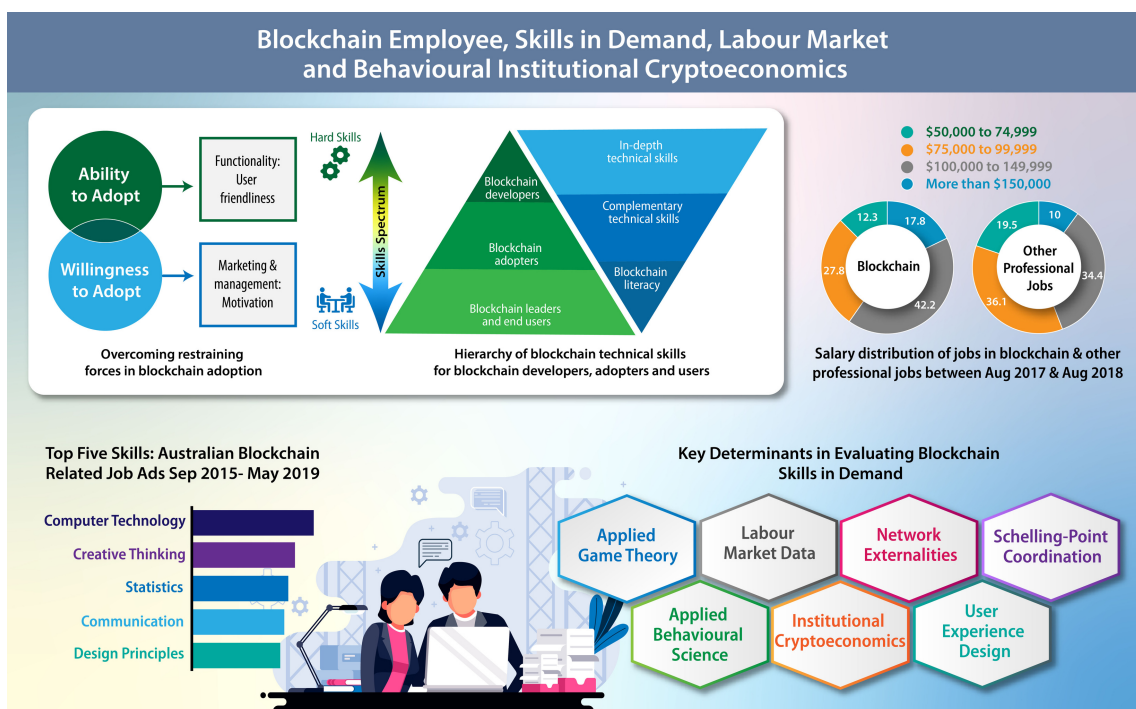 Blockchain Employee, Skills in Demand, Labour Market
and Behavioural Institutional Cryptoeconomics
Ability
to Adopt
Willingness
to Adopt
Functionality:
User
friendliness
Marketing &
management:
Motivation
Overcoming restraining
forces in blockchain adoption
Hard Skills
Skills Spectrum
Soft Skills
Blockchain
developers
Blockchain
adopters
Blockchain leaders
and end users
In-depth
technical skills
Complementary
technical skills
Blockchain
literacy
Hierarchy of blockchain technical skills
for blockchain developers, adopters and users
$50,000 to 74,999
$75,000 to 99,999
$100,000 to 149,999
More than $150,000
12.3
17.8
27.8
Blockchain
42.2
19.5
10
Other
Professional
Jobs
34.4
36.1
Salary distribution of jobs in blockchain & other
professional jobs between Aug 2017 & Aug 2018
Top Five Skills: Australian Blockchain
Related Job Ads Sep 2015- May 2019
Computer Technology
Creative Thinking
Statistics
Communication
Design Principles
Key Determinants in Evaluating Blockchain
Skills in Demand
Applied
Game Theory
Labour
Market Data
Network
Externalities
Schelling-Point
Coordination
Applied
Behavioural
Science
Institutional
Cryptoeconomics
User
Experience
Design